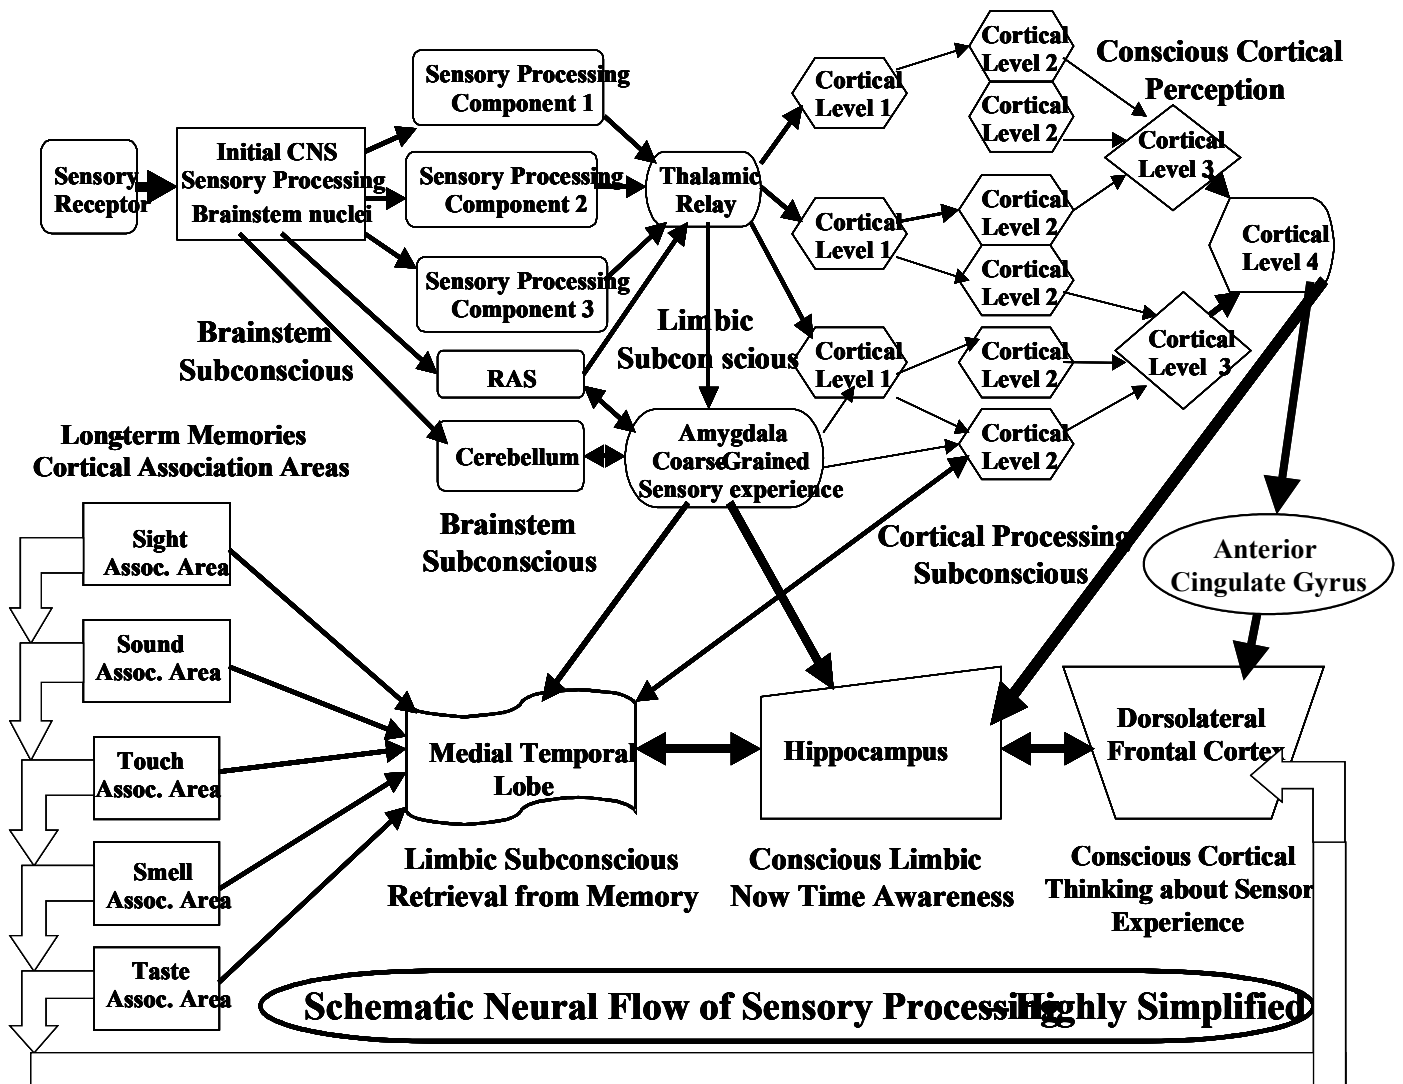 Sensory
Receptor
Initial CNS
Sensory Processing
Brainstem nuclei
Sensory Processing
Component 1
Sensory Processing
Component 2
Sensory Processing
Component 3
RAS
Cerebellum
Brainstem
Subconscious
Brainstem
Subconscious
Thalamic
Relay
Limbic
Subcon scious
Amygdala
CoarseGrained
Sensory experience
Cortical
Level 1
Cortical
Level 1
Cortical
Level 1
Cortical
Level 2
Cortical
Level 2
Cortical
Level 2
Cortical
Level 2
Cortical
Level 2
Cortical
Level 2
Conscious Cortical
Perception
Cortical
Level 3
Cortical
Level 3
Cortical
Level 4
Cortical Processing
Subconscious
Anterior
Cingulate Gyrus
Long-term Memories
Cortical Association Areas
Sight
Assoc. Area
Sound
Assoc. Area
Touch
Assoc. Area
Smell
Assoc. Area
Taste
Assoc. Area
Medial Temporal
Lobe
Hippocampus
Dorsolateral
Frontal Cortex
Limbic Subconscious
Retrieval from Memory
Conscious Limbic
Now Time Awareness
Conscious Cortical
Thinking about Sensor
Experience
Schematic Neural Flow of Sensory Processing-Highly Simplified